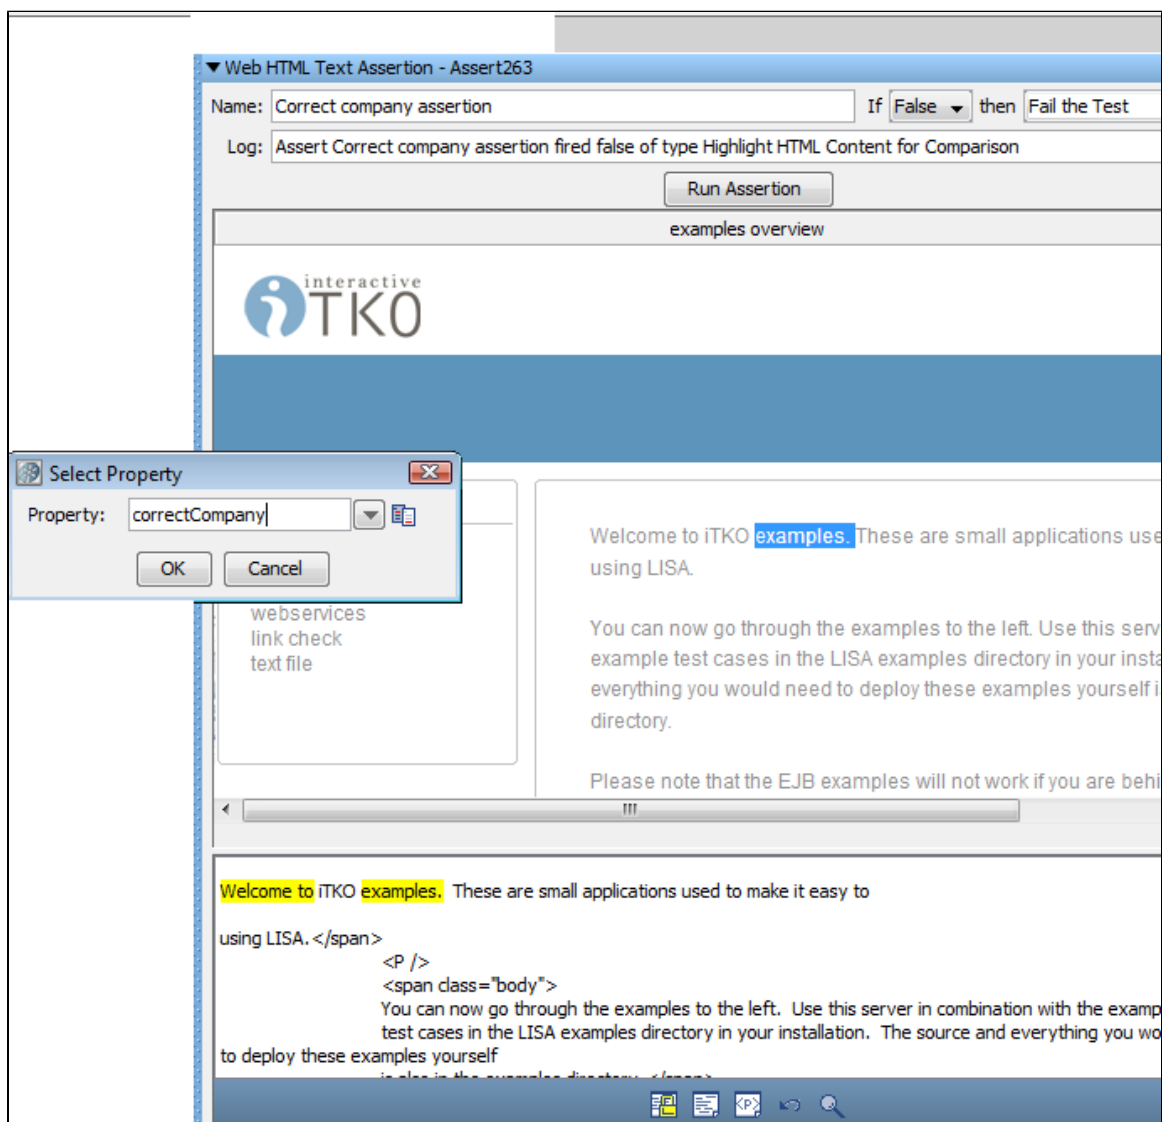 Web HTML Text Assertion - Assert263
Name: Correct company assertion If False then Fail the Test
Log: Assert Correct company assertion fired false of type Highlight HTML Content for Comparison
Run Assertion
examples overview
interactive
TKO
Select Property
Property: correctCompany
OK Cancel
webservices
link check
text file
Welcome to iTKO examples. These are small applications use
using LISA.
You can now go through the examples to the left. Use this serv
example test cases in the LISA examples directory in your insta
everything you would need to deploy these examples yourself i
directory.
Please note that the EJB examples will not work if you are behi
Welcome to iTKO examples. These are small applications used to make it easy to
using LISA.</span>
<P />
<span class="body">
You can now go through the examples to the left. Use this server in combination with the examp
test cases in the LISA examples directory in your installation. The source and everything you wo
to deploy these examples yourself
is also in the examples directory. </span>
<P>